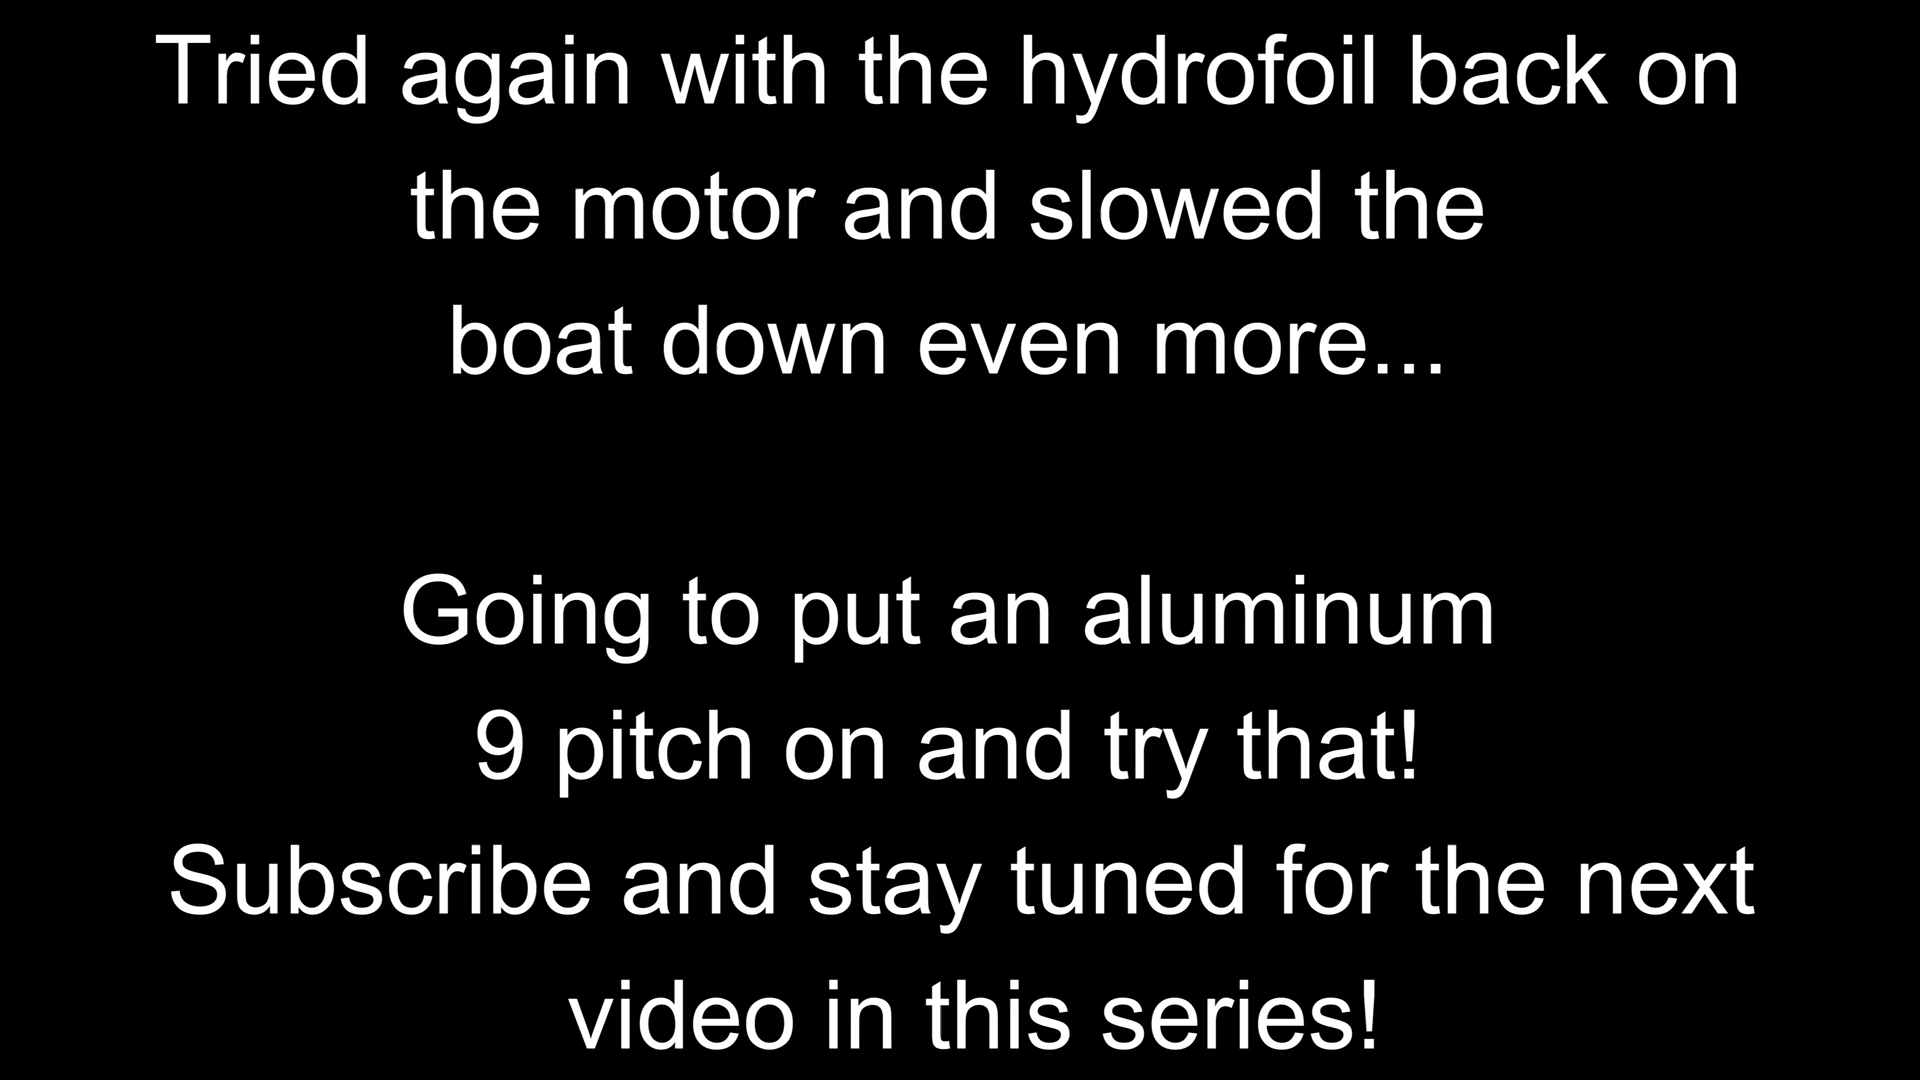 Tried again with the hydrofoil back on
the motor and slowed the
boat down even more...
Going to put an aluminum
9 pitch on and try that!
Subscribe and stay tuned for the next
video in this series!